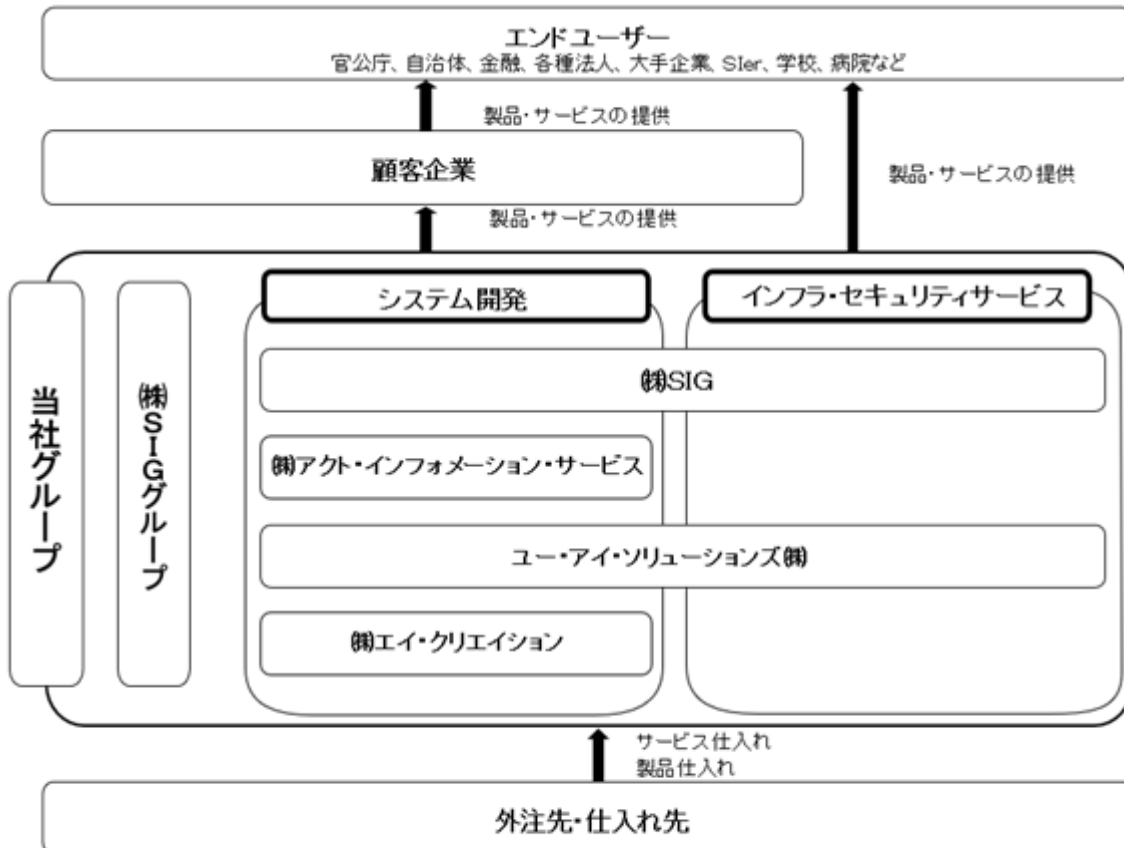 エンドユーザー
官公庁、自治体、金融、各種法人、大手企業、SIer、学校、病院など
製品・サービスの提供
顧客企業
製品・サービスの提供
製品・サービスの提供
当社グループ
㈱SIGグループ
システム開発
インフラ・セキュリティサービス
㈱SIG
㈱アクト・インフォメーション・サービス
ユー・アイ・ソリューションズ㈱
㈱エイ・クリエイション
サービス仕入れ
製品仕入れ
外注先・仕入れ先